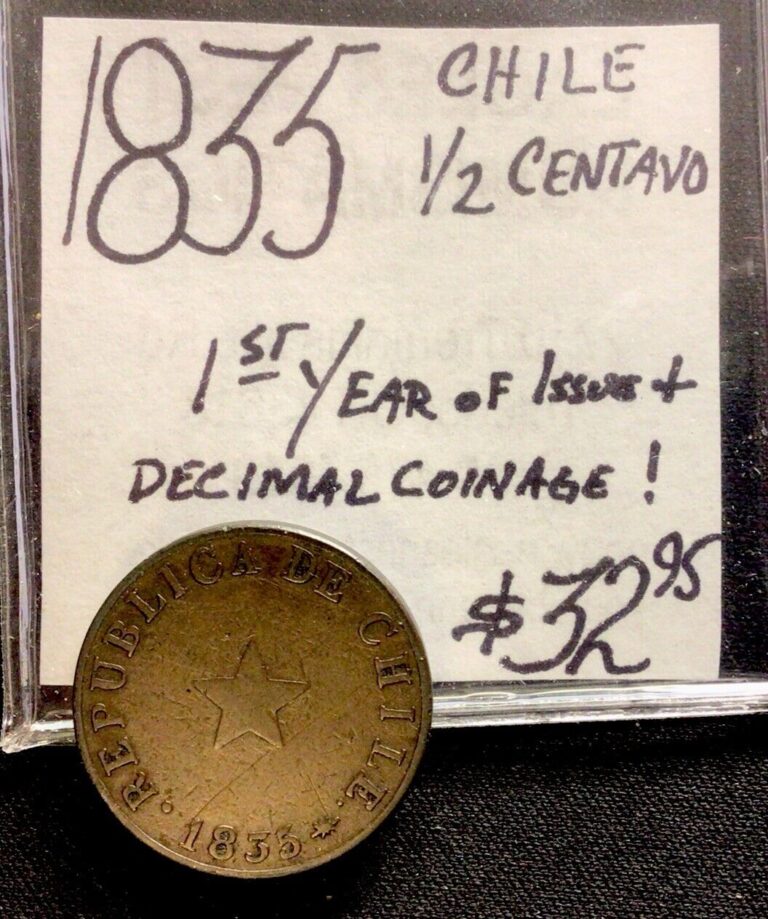 1835 CHILE
1/2 CENTAVO
1ST YEAR OF ISSUE +
DECIMAL COINAGE !
$32.95
REPUBLICA DE CHILE
1835